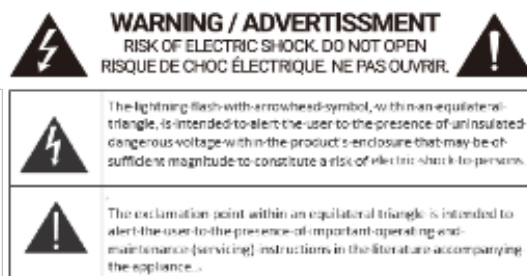 WARNING / ADVERTISSMENT
RISK OF ELECTRIC SHOCK. DO NOT OPEN
RISQUE DE CHOC ÉLECTRIQUE. NE PAS OUVRIR.
The lightning flash with arrowhead symbol, within an equilateral
triangle, is intended to alert the user to the presence of uninsulated
dangerous voltage within the product's enclosure that may be of
sufficient magnitude to constitute a risk of electric shock to persons.
The exclamation point within an equilateral triangle is intended to
alert the user to the presence of important operating and
maintenance (servicing) instructions in the literature accompanying
the appliance.